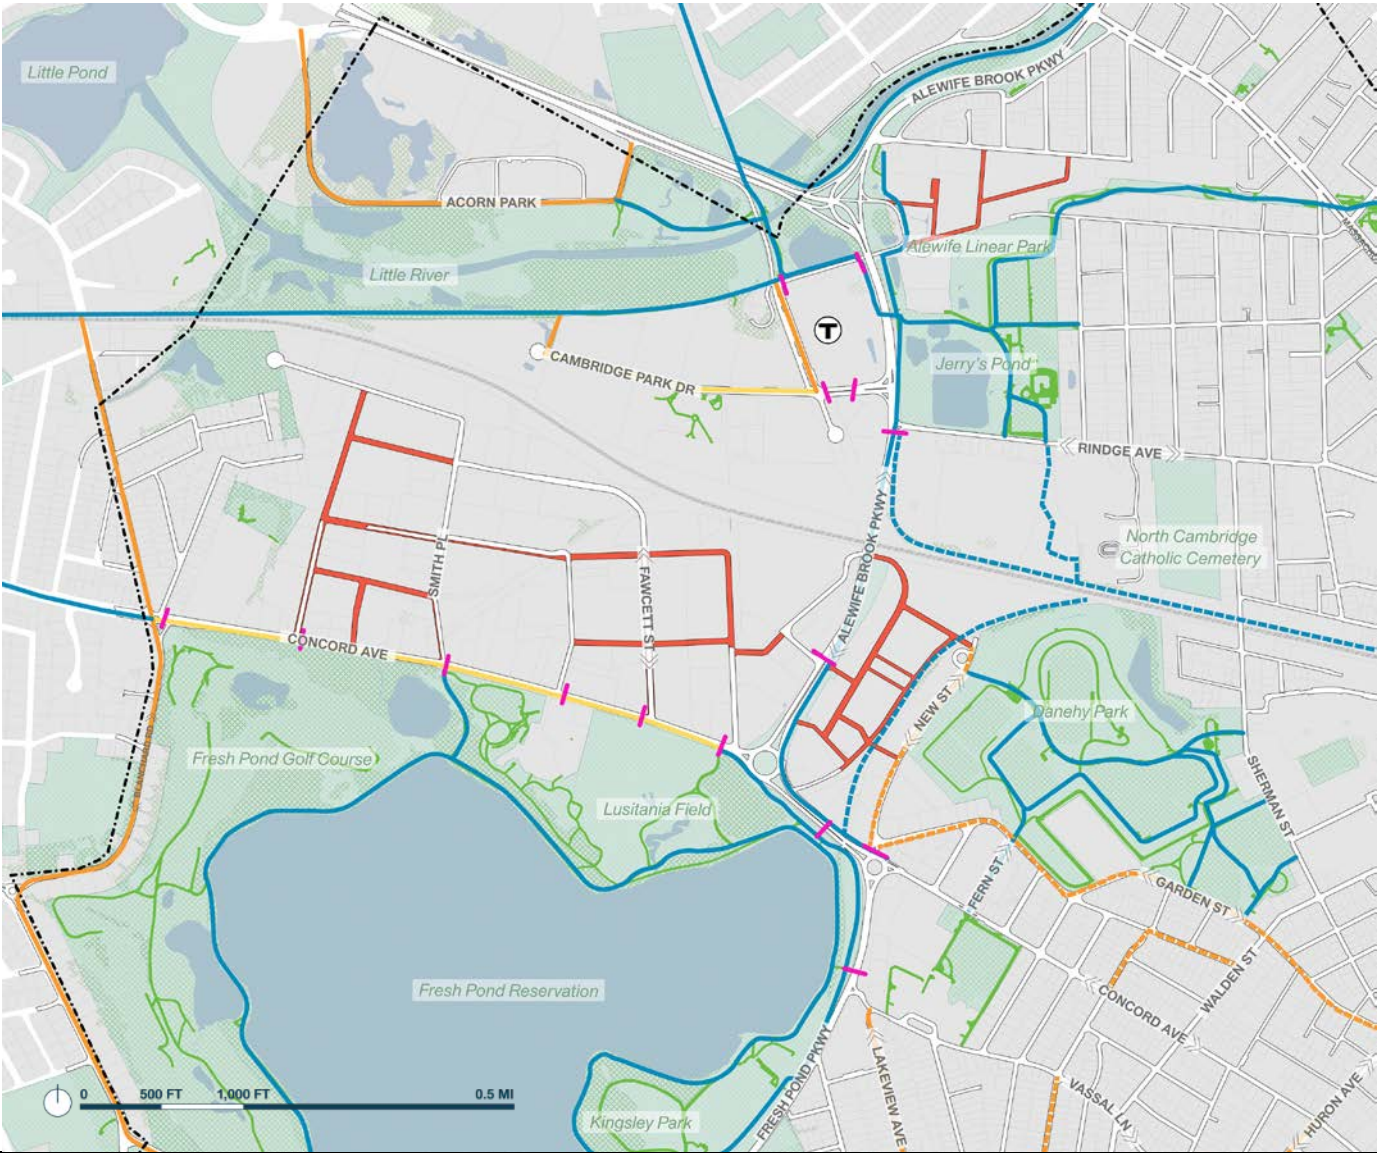 Little Pond
ALEWIFE BROOK PKWY
ACORN PARK
Alewife Linear Park
Little River
T
CAMBRIDGE PARK DR
Jerry's Pond
RINDGE AVE
ALEWIFE BROOK PKWY
North Cambridge
Catholic Cemetery
SMITH PL
FAWCETT ST
CONCORD AVE
NEW ST
Danehy Park
Fresh Pond Golf Course
SHERMAN ST
Lusitania Field
FERN ST
GARDEN ST
WALDEN ST
Fresh Pond Reservation
CONCORD AVE
LAKEVIEW AVE
FRESH POND PKWY
VASSAL LN
HURON AVE
Kingsley Park
0 500 FT 1,000 FT 0.5 MI